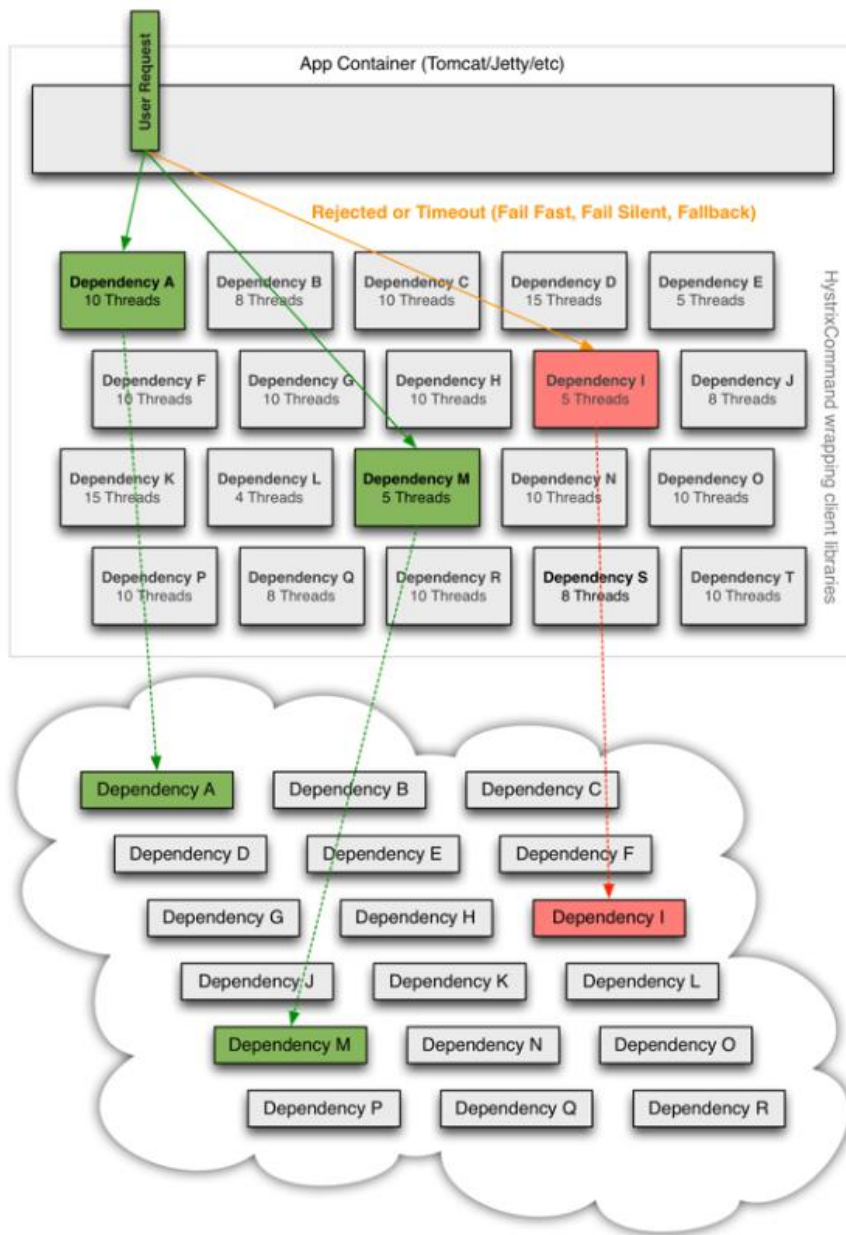 User Request
App Container (Tomcat/Jetty/etc)
Rejected or Timeout (Fail Fast, Fail Silent, Fallback)
Dependency A
10 Threads
Dependency B
8 Threads
Dependency C
10 Threads
Dependency D
15 Threads
Dependency E
5 Threads
Dependency F
10 Threads
Dependency G
10 Threads
Dependency H
10 Threads
Dependency I
5 Threads
Dependency J
8 Threads
Dependency K
15 Threads
Dependency L
4 Threads
Dependency M
5 Threads
Dependency N
10 Threads
Dependency O
10 Threads
Dependency P
10 Threads
Dependency Q
8 Threads
Dependency R
10 Threads
Dependency S
8 Threads
Dependency T
10 Threads
HystrixCommand wrapping client libraries
Dependency A
Dependency B
Dependency C
Dependency D
Dependency E
Dependency F
Dependency G
Dependency H
Dependency I
Dependency J
Dependency K
Dependency L
Dependency M
Dependency N
Dependency O
Dependency P
Dependency Q
Dependency R